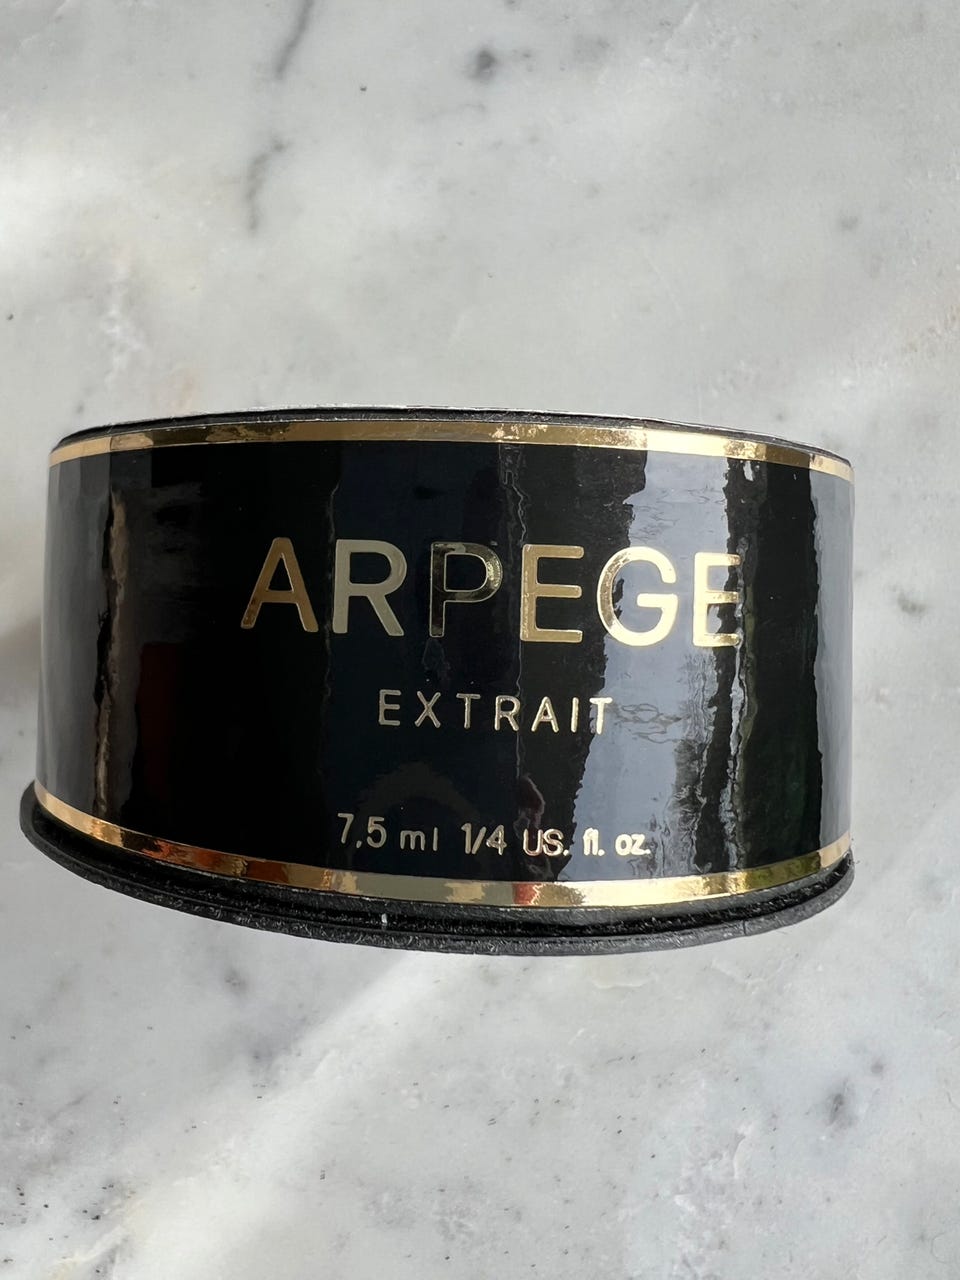 ARPEGE
EXTRAIT
7,5 ml 1/4 US. fl. oz.